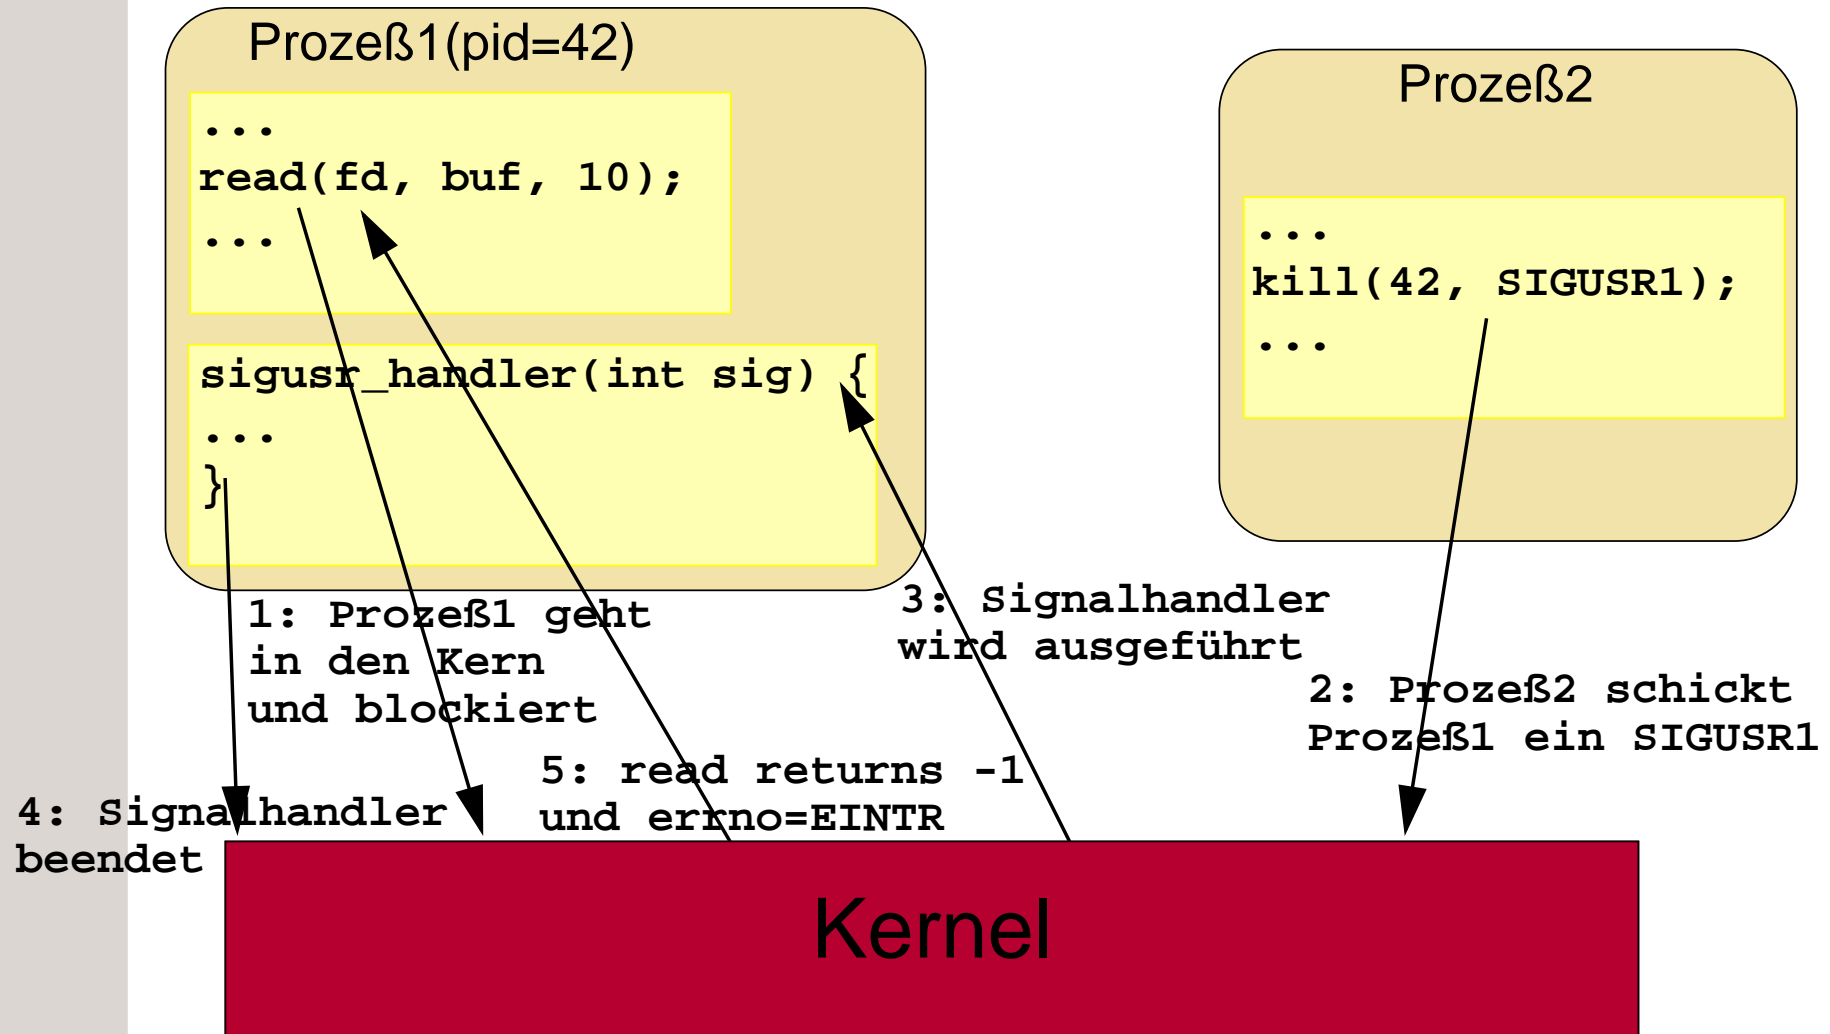 Prozeß1(pid=42)
...
read(fd, buf, 10);
...
sigusr_handler(int sig) {
...
}
Prozeß2
...
kill(42, SIGUSR1);
...
1: Prozeß1 geht
in den Kern
und blockiert
3: Signalhandler
wird ausgeführt
2: Prozeß2 schickt
Prozeß1 ein SIGUSR1
5: read returns -1
und errno=EINTR
4: Signalhandler
beendet
Kernel